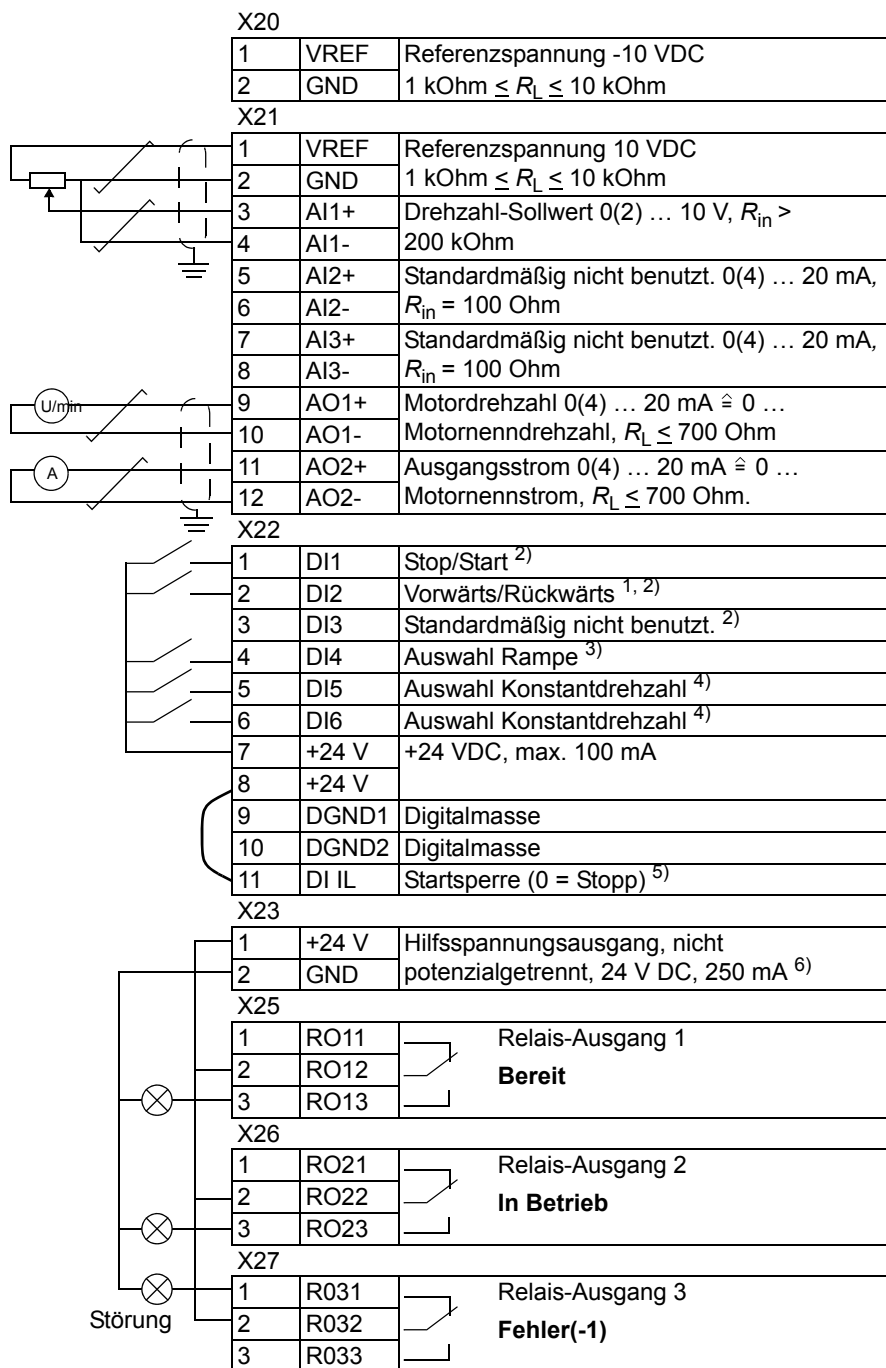 X20
1 VREF Referenzspannung -10 VDC
2 GND 1 kOhm ≤ RL ≤ 10 kOhm
X21
1 VREF Referenzspannung 10 VDC
2 GND 1 kOhm ≤ RL ≤ 10 kOhm
3 AI1+ Drehzahl-Sollwert 0(2) … 10 V, Rin >
4 AI1- 200 kOhm
5 AI2+ Standardmäßig nicht benutzt. 0(4) … 20 mA,
6 AI2- Rin = 100 Ohm
7 AI3+ Standardmäßig nicht benutzt. 0(4) … 20 mA,
8 AI3- Rin = 100 Ohm
U/min 9 AO1+ Motordrehzahl 0(4) … 20 mA ≙ 0 …
10 AO1- Motornenndrehzahl, RL ≤ 700 Ohm
A 11 AO2+ Ausgangsstrom 0(4) … 20 mA ≙ 0 …
12 AO2- Motornennstrom, RL ≤ 700 Ohm.
X22
1 DI1 Stop/Start 2)
2 DI2 Vorwärts/Rückwärts 1, 2)
3 DI3 Standardmäßig nicht benutzt. 2)
4 DI4 Auswahl Rampe 3)
5 DI5 Auswahl Konstantdrehzahl 4)
6 DI6 Auswahl Konstantdrehzahl 4)
7 +24 V +24 VDC, max. 100 mA
8 +24 V
9 DGND1 Digitalmasse
10 DGND2 Digitalmasse
11 DI IL Startsperre (0 = Stopp) 5)
X23
1 +24 V Hilfsspannungsausgang, nicht
2 GND potenzialgetrennt, 24 V DC, 250 mA 6)
X25
1 RO11 Relais-Ausgang 1
2 RO12 Bereit
3 RO13
X26
1 RO21 Relais-Ausgang 2
2 RO22 In Betrieb
3 RO23
X27
1 R031 Relais-Ausgang 3
Störung 2 R032 Fehler(-1)
3 R033